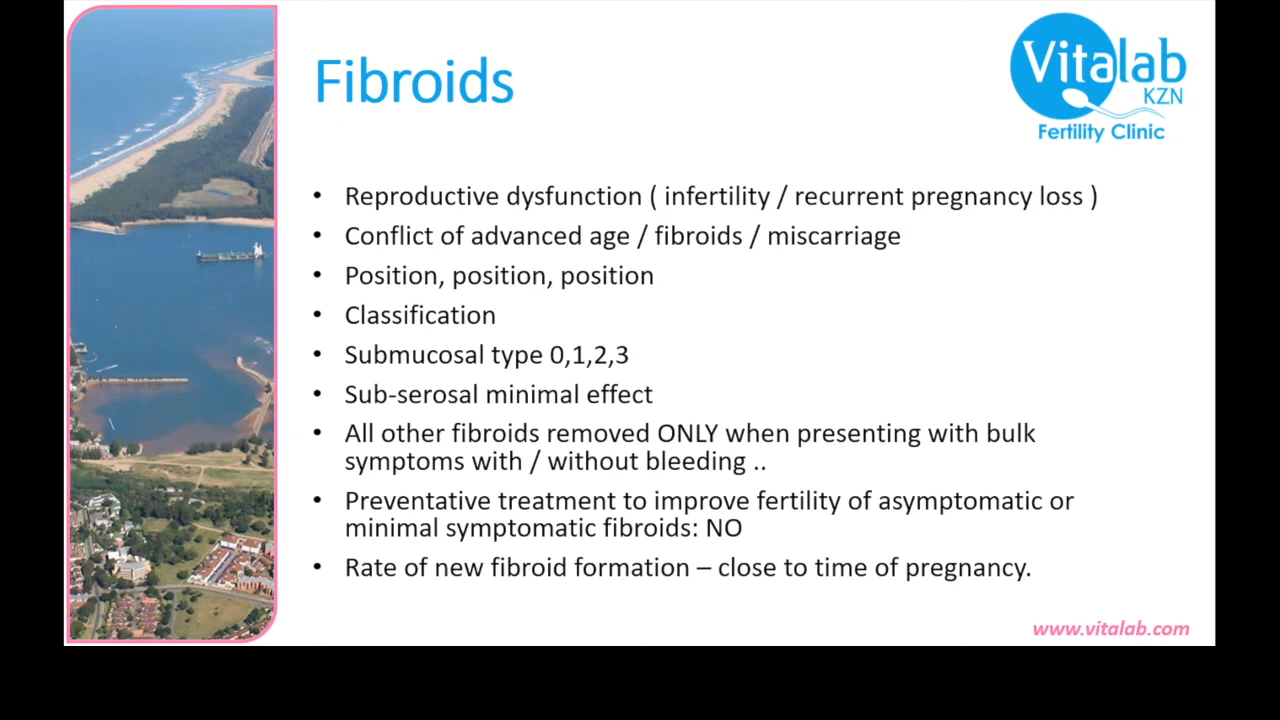 Fibroids
Vitalab
KZN
Fertility Clinic
• Reproductive dysfunction ( infertility / recurrent pregnancy loss )
• Conflict of advanced age / fibroids / miscarriage
• Position, position, position
• Classification
• Submucosal type 0,1,2,3
• Sub-serosal minimal effect
• All other fibroids removed ONLY when presenting with bulk
symptoms with / without bleeding ..
• Preventative treatment to improve fertility of asymptomatic or
minimal symptomatic fibroids: NO
• Rate of new fibroid formation – close to time of pregnancy.
www.vitalab.com